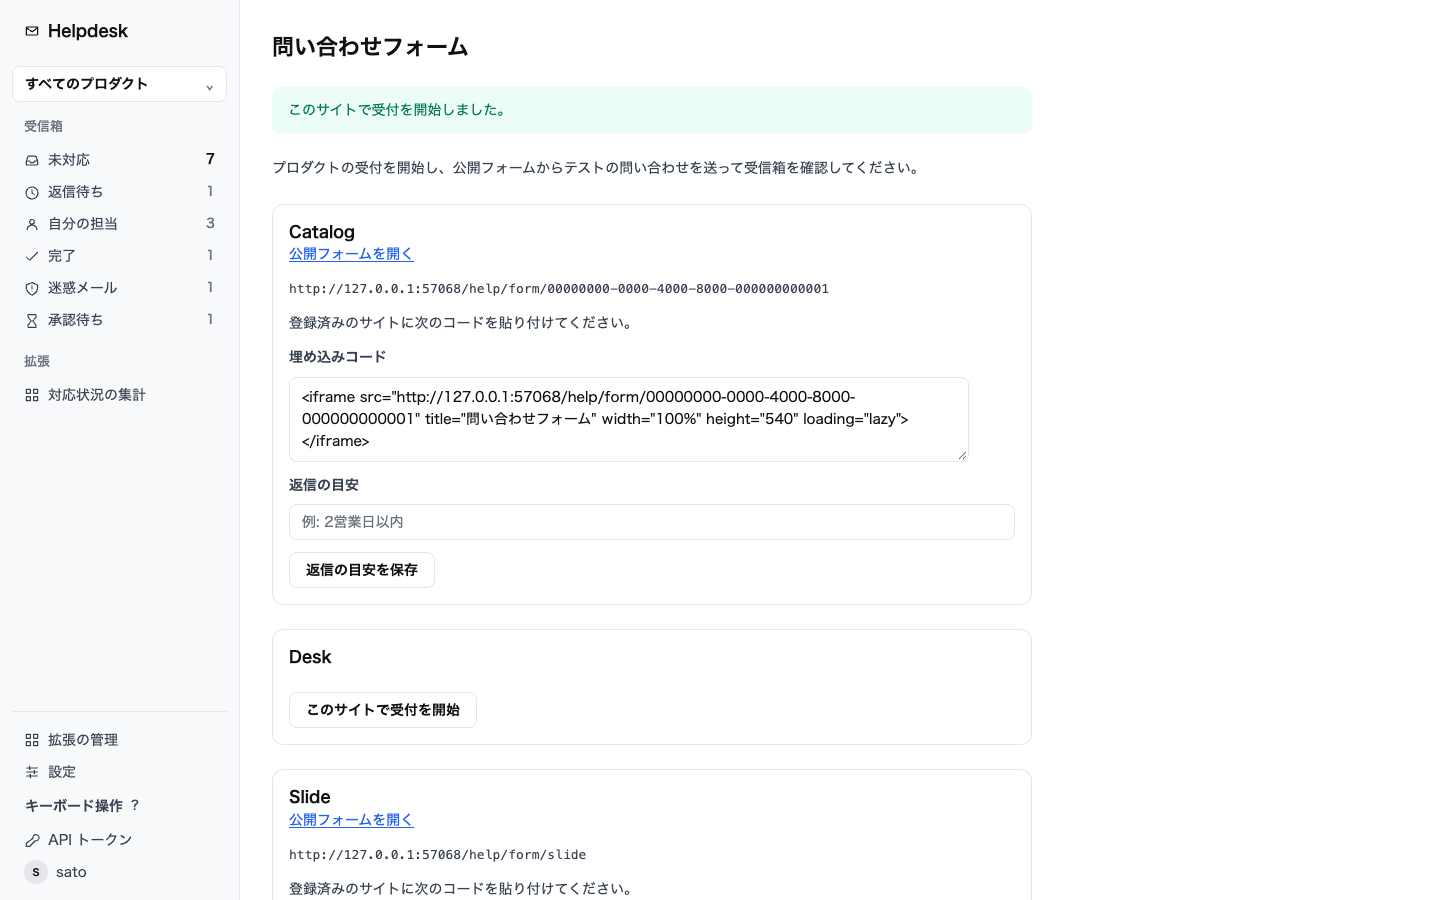 Helpdesk
すべてのプロダクト
受信箱
未対応 7
返信待ち 1
自分の担当 3
完了 1
迷惑メール 1
承認待ち 1
拡張
対応状況の集計
拡張の管理
設定
キーボード操作 ?
API トークン
S sato
問い合わせフォーム
このサイトで受付を開始しました。
プロダクトの受付を開始し、公開フォームからテストの問い合わせを送って受信箱を確認してください。
Catalog
公開フォームを開く
http://127.0.0.1:57068/help/form/00000000-0000-4000-8000-000000000001
登録済みのサイトに次のコードを貼り付けてください。
埋め込みコード
<iframe src="http://127.0.0.1:57068/help/form/00000000-0000-4000-8000-
000000000001" title="問い合わせフォーム" width="100%" height="540" loading="lazy">
</iframe>
返信の目安
例: 2営業日以内
返信の目安を保存
Desk
このサイトで受付を開始
Slide
公開フォームを開く
http://127.0.0.1:57068/help/form/slide
登録済みのサイトに次のコードを貼り付けてください。